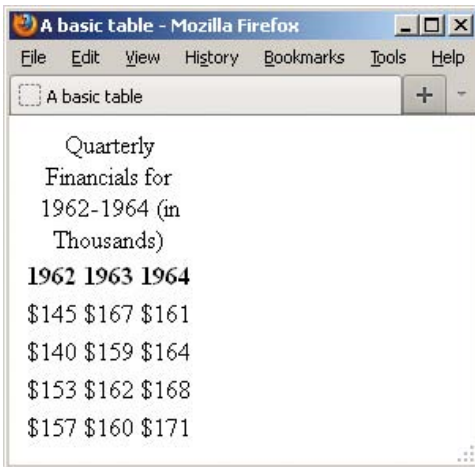 A basic table - Mozilla Firefox
File Edit View History Bookmarks Tools Help
A basic table
Quarterly
Financials for
1962-1964 (in
Thousands)
1962 1963 1964
$145 $167 $161
$140 $159 $164
$153 $162 $168
$157 $160 $171